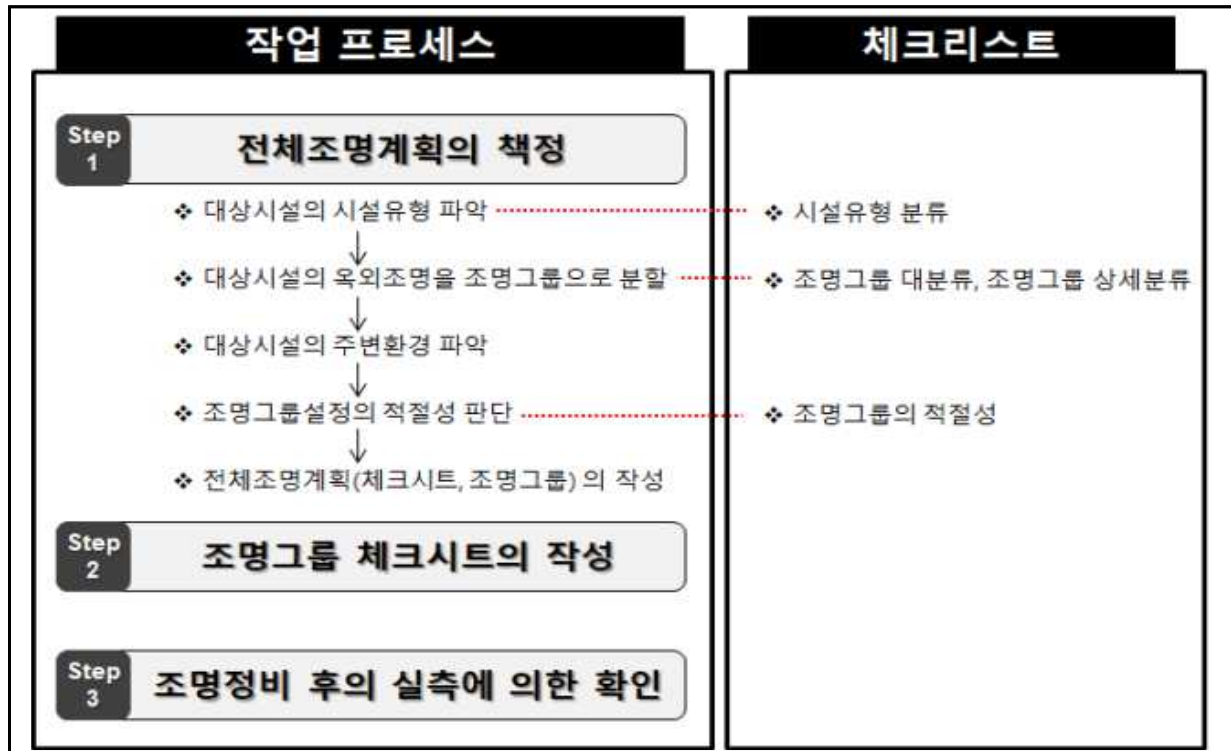 작업 프로세스
체크리스트
Step 1
전체조명계획의 책정
❖ 대상시설의 시설유형 파악
❖ 시설유형 분류
❖ 대상시설의 옥외조명을 조명그룹으로 분할
❖ 조명그룹 대분류, 조명그룹 상세분류
❖ 대상시설의 주변환경 파악
❖ 조명그룹설정의 적절성 판단
❖ 조명그룹의 적절성
❖ 전체조명계획(체크시트, 조명그룹) 의 작성
Step 2
조명그룹 체크시트의 작성
Step 3
조명정비 후의 실측에 의한 확인